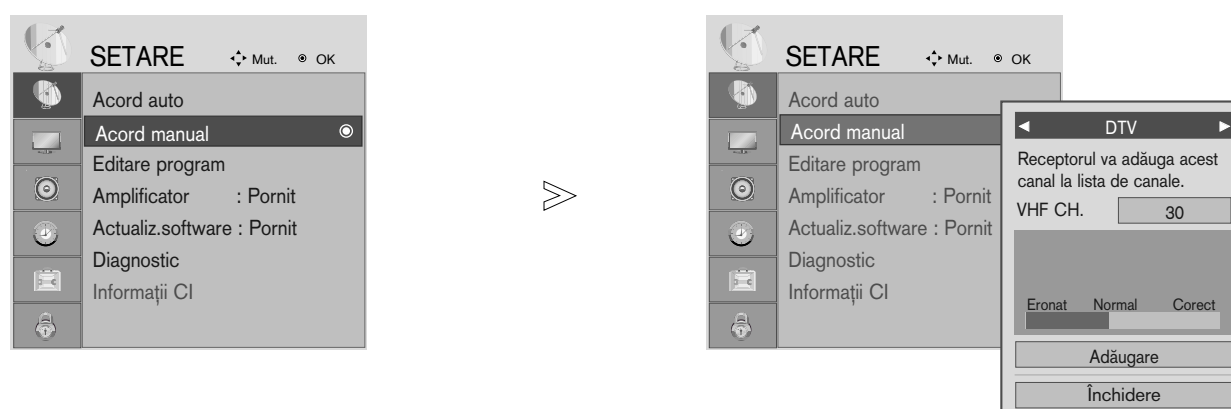 SETARE Mut. OK
Acord auto
Acord manual
Editare program
Amplificator : Pornit
Actualiz.software : Pornit
Diagnostic
Informații CI
SETARE Mut. OK
Acord auto
Acord manual
Editare program
Amplificator : Pornit
Actualiz.software : Pornit
Diagnostic
Informații CI
◄ DTV ►
Receptorul va adăuga acest
canal la lista de canale.
VHF CH. 30
Eronat Normal Corect
Adăugare
Închidere